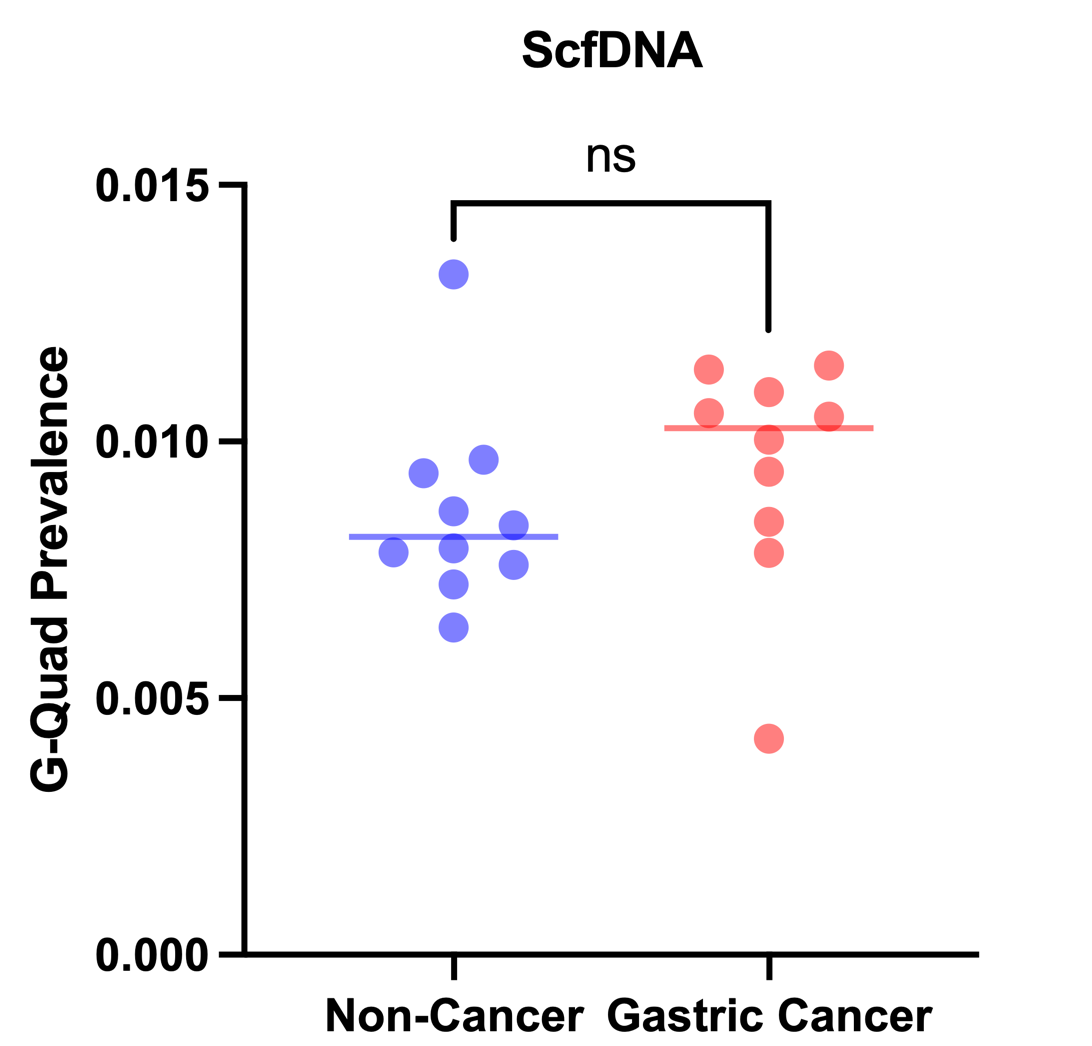 ScfDNA
ns
0.015
0.010
0.005
0.000
G-Quad Prevalence
Non-Cancer Gastric Cancer